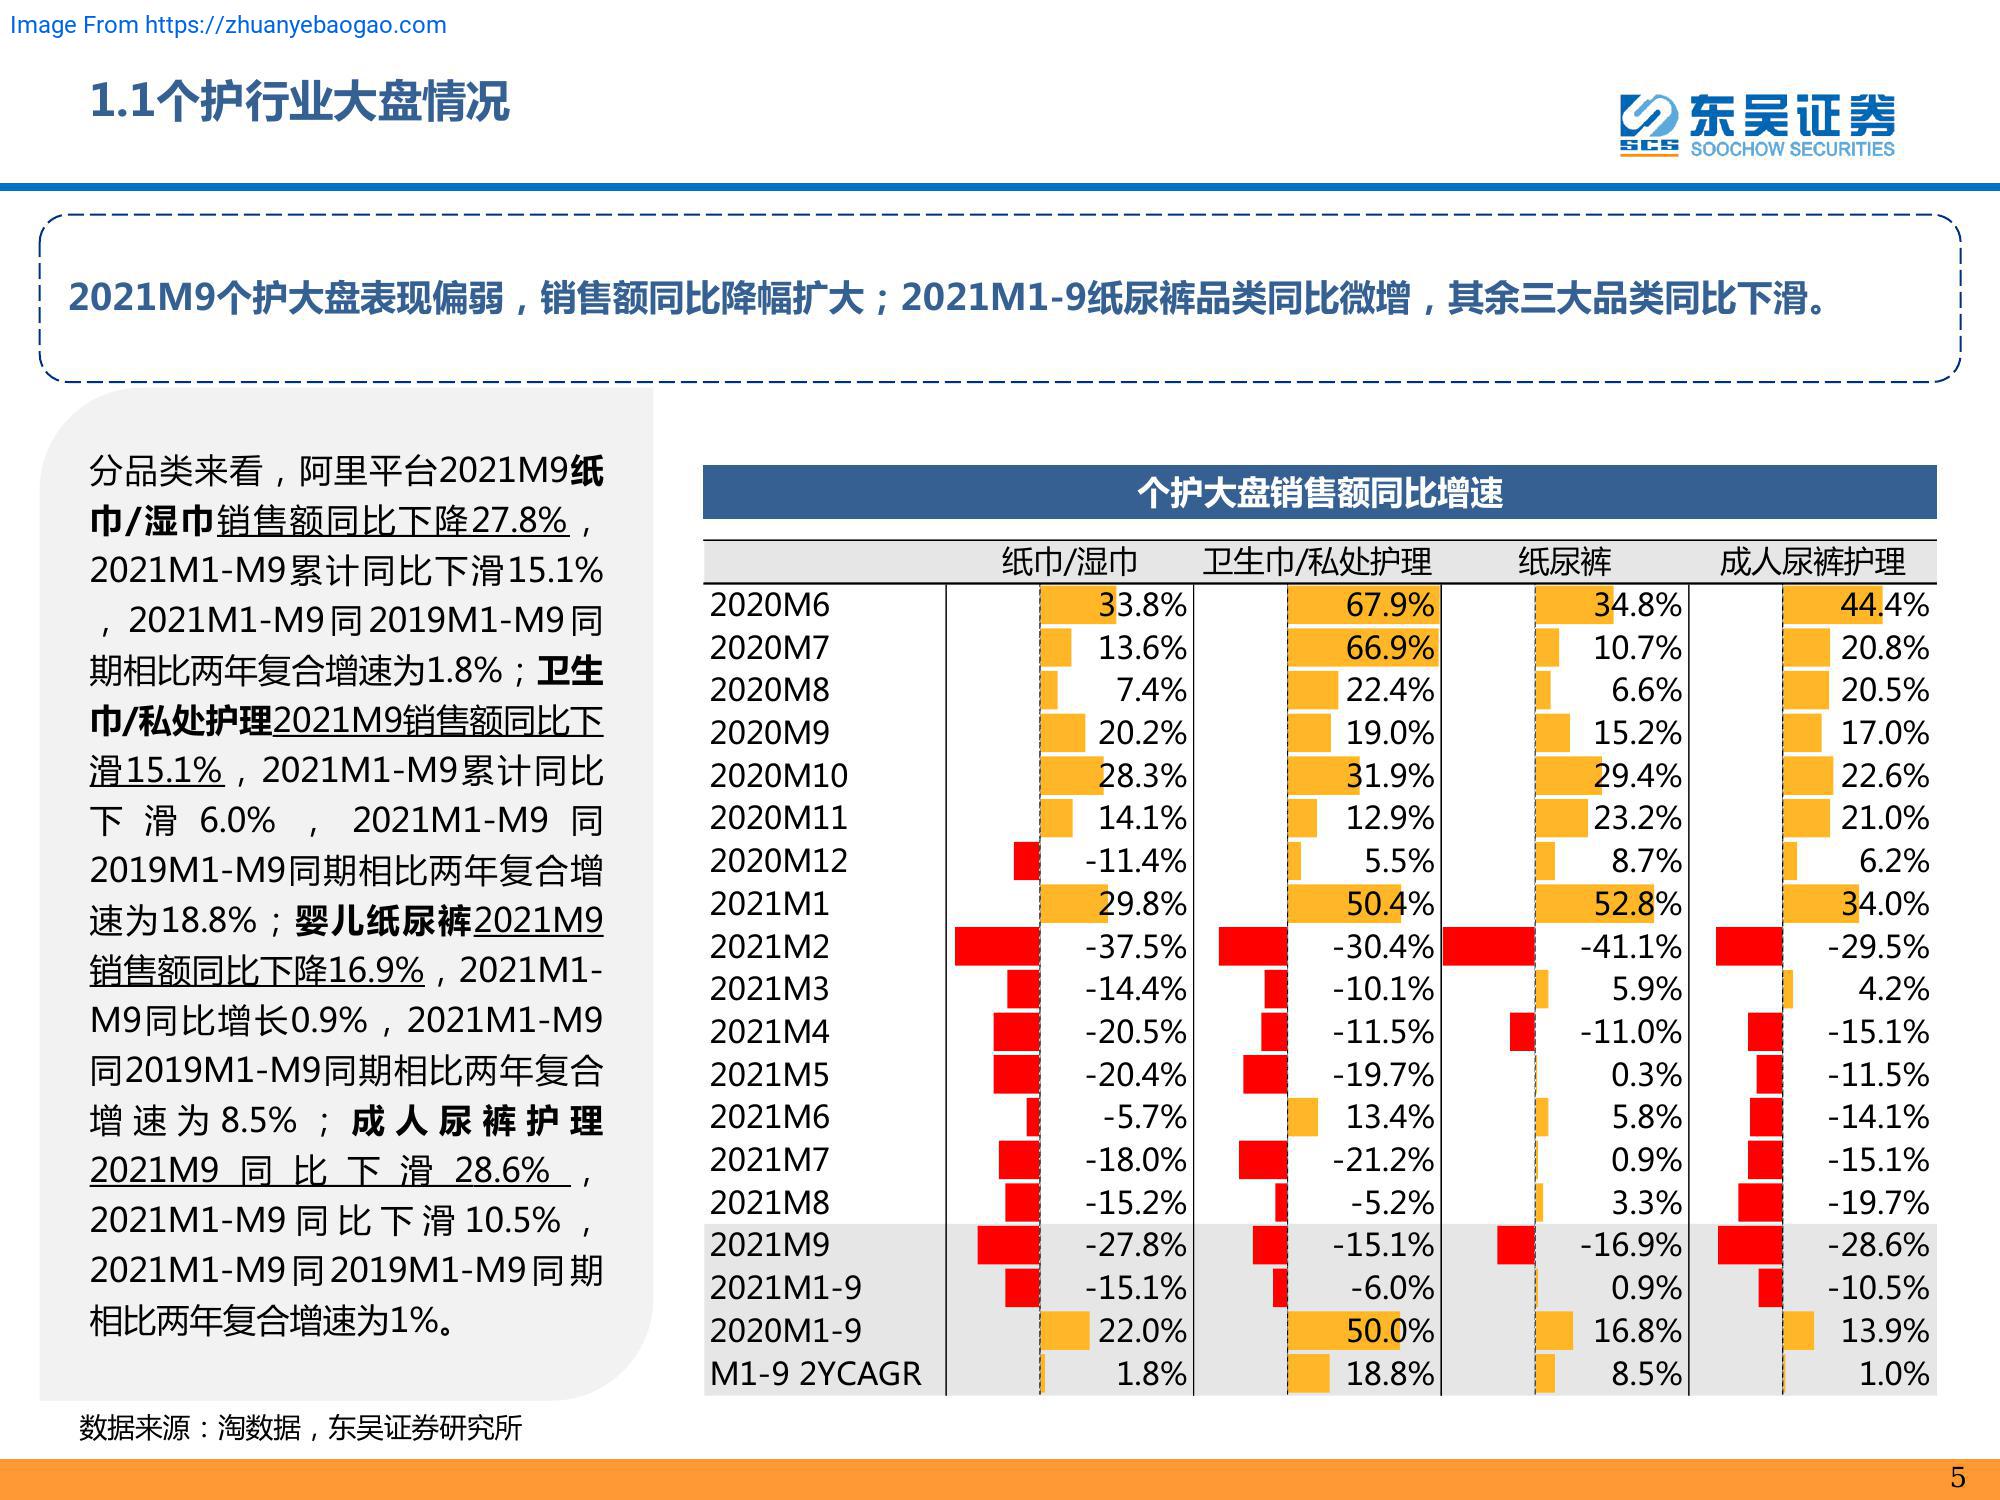 Image From https://zhuanyebaogao.com
1.1个护行业大盘情况
SCS
东吴证券
SOOCHOW SECURITIES
2021M9个护大盘表现偏弱，销售额同比降幅扩大；2021M1-9纸尿裤品类同比微增，其余三大品类同比下滑。
分品类来看，阿里平台2021M9纸
巾/湿巾销售额同比下降27.8%，
2021M1-M9累计同比下滑15.1%
，2021M1-M9同2019M1-M9同
期相比两年复合增速为1.8%；卫生
巾/私处护理2021M9销售额同比下
滑15.1%，2021M1-M9累计同比
下滑6.0%，2021M1-M9同
2019M1-M9同期相比两年复合增
速为18.8%；婴儿纸尿裤2021M9
销售额同比下降16.9%，2021M1-
M9同比增长0.9%，2021M1-M9
同2019M1-M9同期相比两年复合
增速为8.5%；成人尿裤护理
2021M9同比下滑28.6%，
2021M1-M9同比下滑10.5%，
2021M1-M9同2019M1-M9同期
相比两年复合增速为1%。
个护大盘销售额同比增速
纸巾/湿巾 卫生巾/私处护理 纸尿裤 成人尿裤护理
2020M6 33.8% 67.9% 34.8% 44.4%
2020M7 13.6% 66.9% 10.7% 20.8%
2020M8 7.4% 22.4% 6.6% 20.5%
2020M9 20.2% 19.0% 15.2% 17.0%
2020M10 28.3% 31.9% 29.4% 22.6%
2020M11 14.1% 12.9% 23.2% 21.0%
2020M12 -11.4% 5.5% 8.7% 6.2%
2021M1 29.8% 50.4% 52.8% 34.0%
2021M2 -37.5% -30.4% -41.1% -29.5%
2021M3 -14.4% -10.1% 5.9% 4.2%
2021M4 -20.5% -11.5% -11.0% -15.1%
2021M5 -20.4% -19.7% 0.3% -11.5%
2021M6 -5.7% 13.4% 5.8% -14.1%
2021M7 -18.0% -21.2% 0.9% -15.1%
2021M8 -15.2% -5.2% 3.3% -19.7%
2021M9 -27.8% -15.1% -16.9% -28.6%
2021M1-9 -15.1% -6.0% 0.9% -10.5%
2020M1-9 22.0% 50.0% 16.8% 13.9%
M1-9 2YCAGR 1.8% 18.8% 8.5% 1.0%
数据来源：淘数据，东吴证券研究所
5